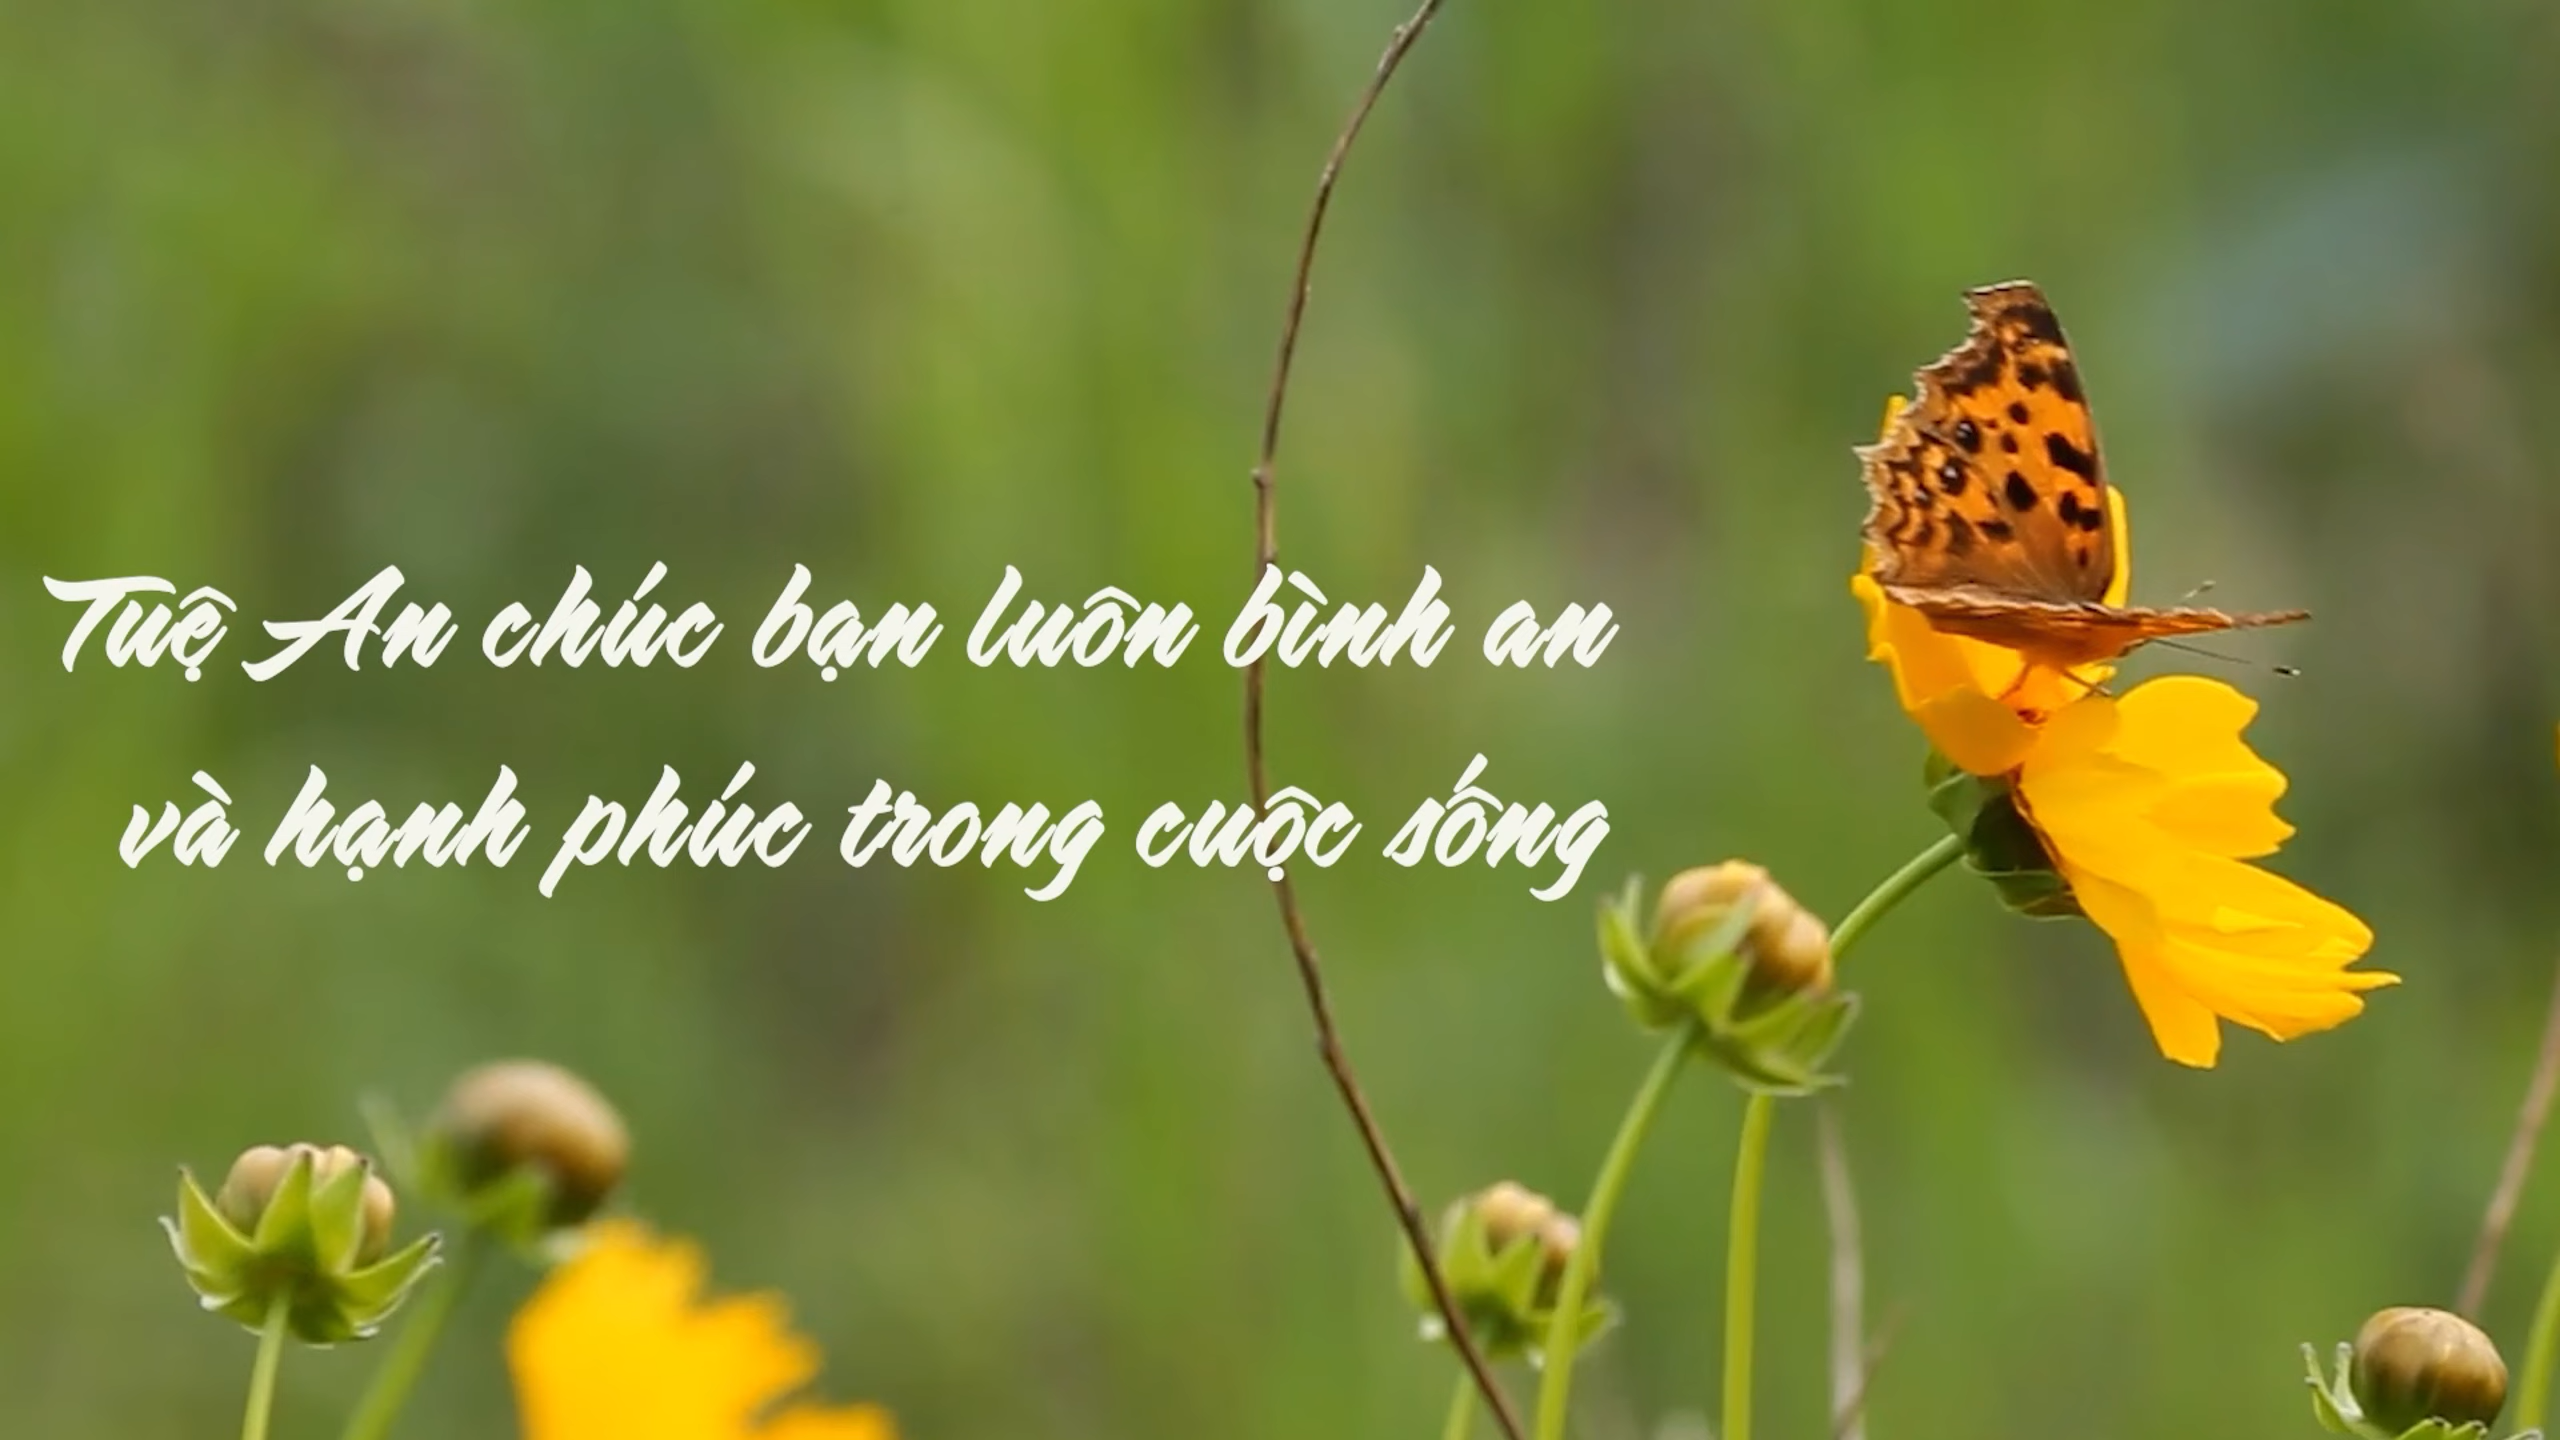 Tuệ An chúc bạn luôn bình an
và hạnh phúc trong cuộc sống